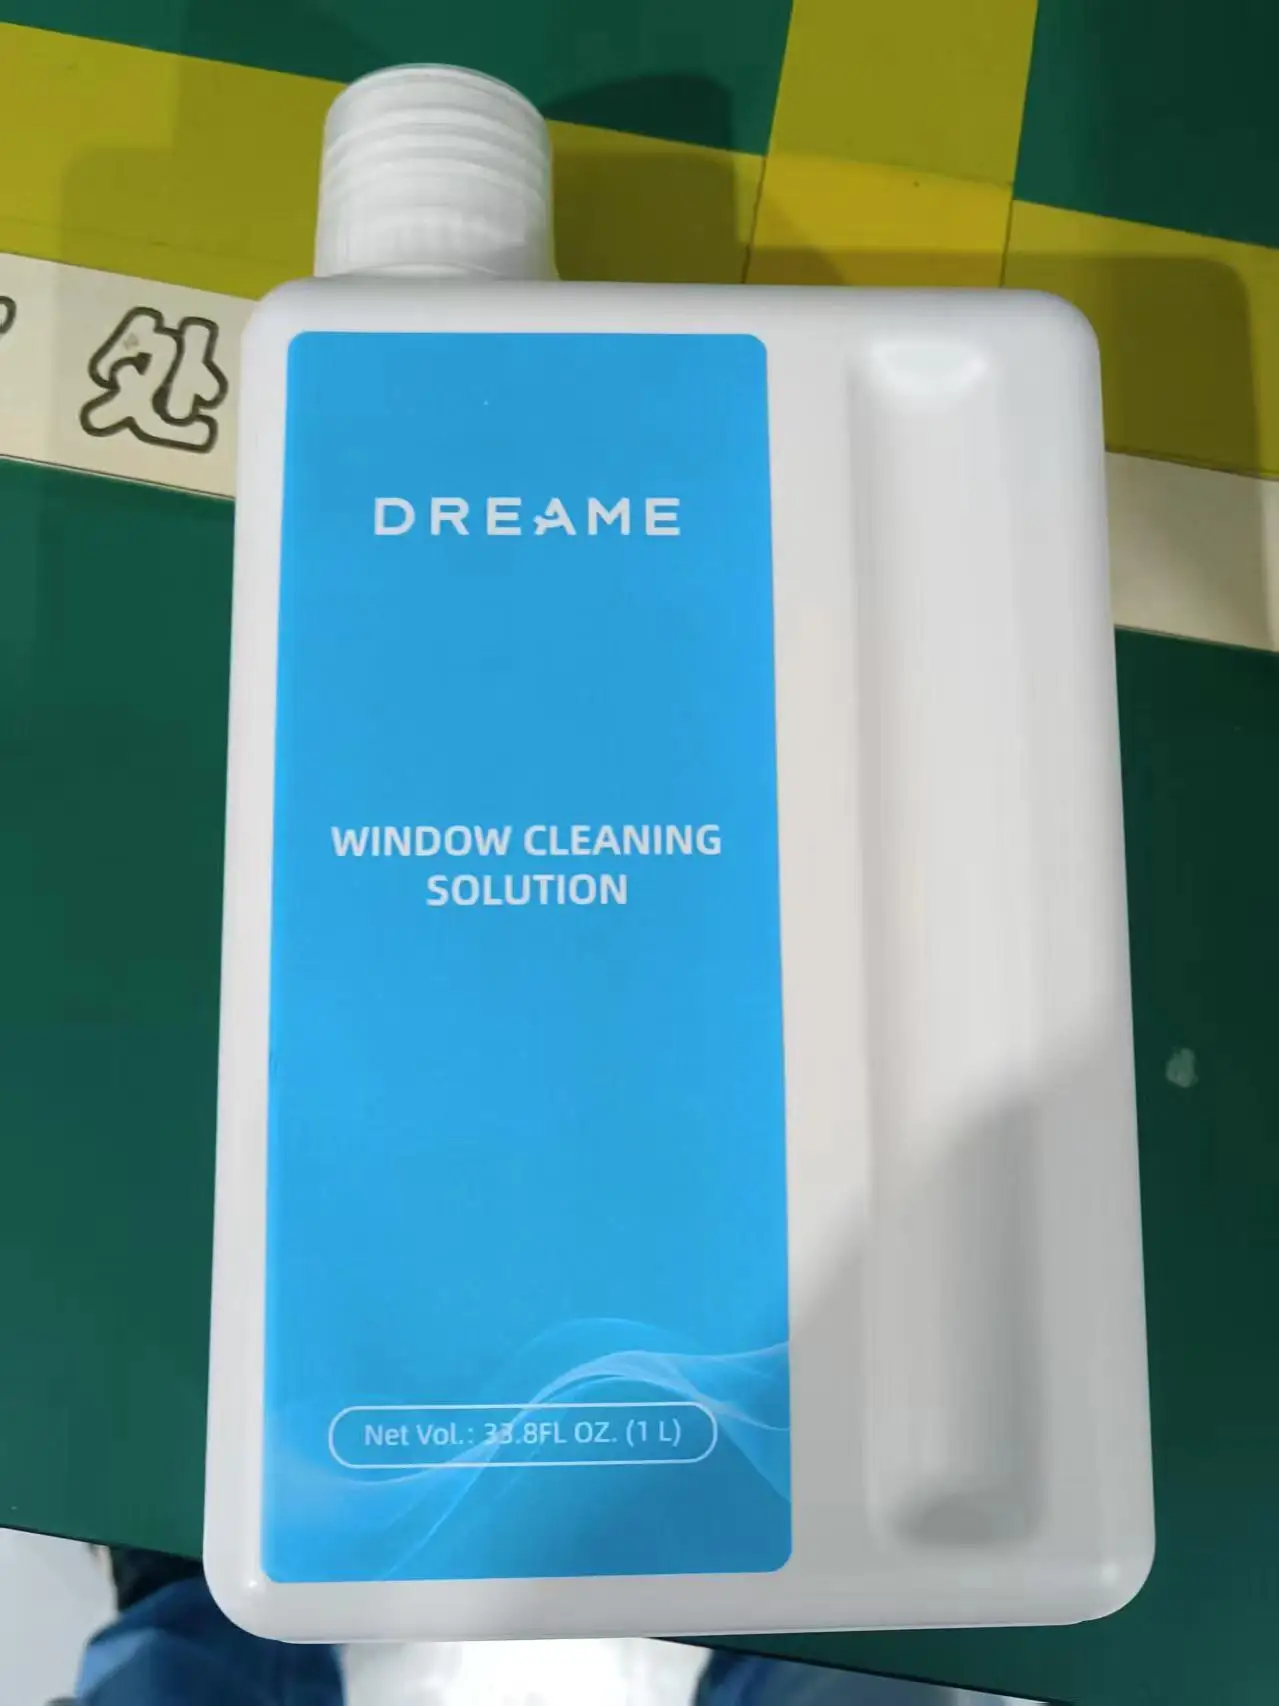 处
DREAME
WINDOW CLEANING
SOLUTION
Net Vol.: 33.8FL OZ. (1 L)